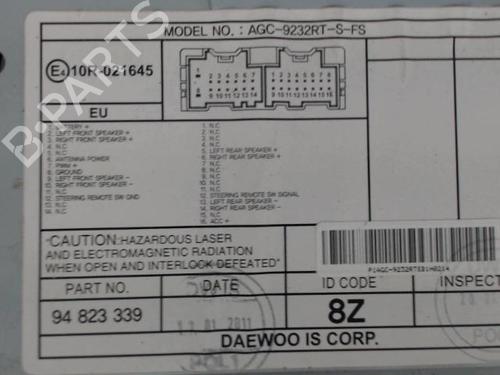 MODEL NO. : AGC-9232RT-S-FS
E4 10R-021645
EU
1 2 3 4 5 6 7
8 9 10 11 12 13 14
1 2 3 4 5 6 7 8
9 10 11 12 13 14 15 16
1. BATTERY +
2. LEFT FRONT SPEAKER +
3. RIGHT FRONT SPEAKER +
4. N.C
5. N.C
6. ANTENNA POWER
7. PWM +
8. GROUND
9. LEFT FRONT SPEAKER -
10. RIGHT FRONT SPEAKER -
11. N.C
12. STEERING REMOTE SW GND
13. N.C
14. N.C
1. N.C
2. N.C
3. N.C
4. N.C
5. LEFT REAR SPEAKER +
6. RIGHT REAR SPEAKER +
7. N.C
8. N.C
9. N.C
10. N.C
11. N.C
12. STEERING REMOTE SW SIGNAL
13. LEFT REAR SPEAKER -
14. RIGHT REAR SPEAKER -
15. N.C
16. ACC +
"CAUTION:HAZARDOUS LASER
AND ELECTROMAGNETIC RADIATION
WHEN OPEN AND INTERLOCK DEFEATED"
PART NO. DATE ID CODE INSPECT
94 823 339 01 2011 8Z
DAEWOO IS CORP.
B-PARTS